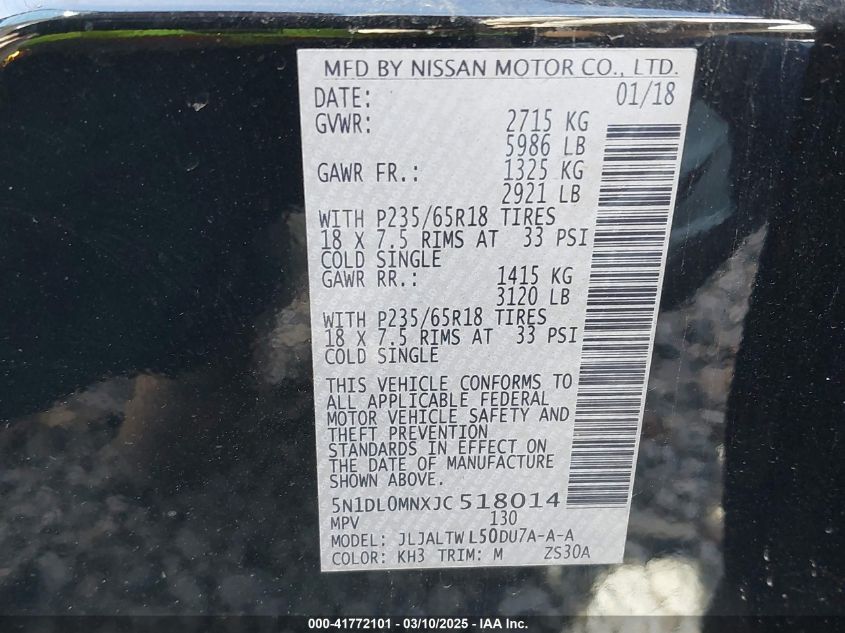 MFD BY NISSAN MOTOR CO., LTD.
DATE: 01/18
GVWR: 2715 KG
5986 LB
GAWR FR.: 1325 KG
2921 LB
WITH P235/65R18 TIRES
18 X 7.5 RIMS AT 33 PSI
COLD SINGLE
GAWR RR.: 1415 KG
3120 LB
WITH P235/65R18 TIRES
18 X 7.5 RIMS AT 33 PSI
COLD SINGLE
THIS VEHICLE CONFORMS TO
ALL APPLICABLE FEDERAL
MOTOR VEHICLE SAFETY AND
THEFT PREVENTION
STANDARDS IN EFFECT ON
THE DATE OF MANUFACTURE
SHOWN ABOVE.
5N1DL0MNXJC 518014
MPV 130
MODEL: JLJALTWL50DU7A-A-A
COLOR: KH3 TRIM: M ZS30A
000-41772101 - 03/10/2025 - IAA Inc.